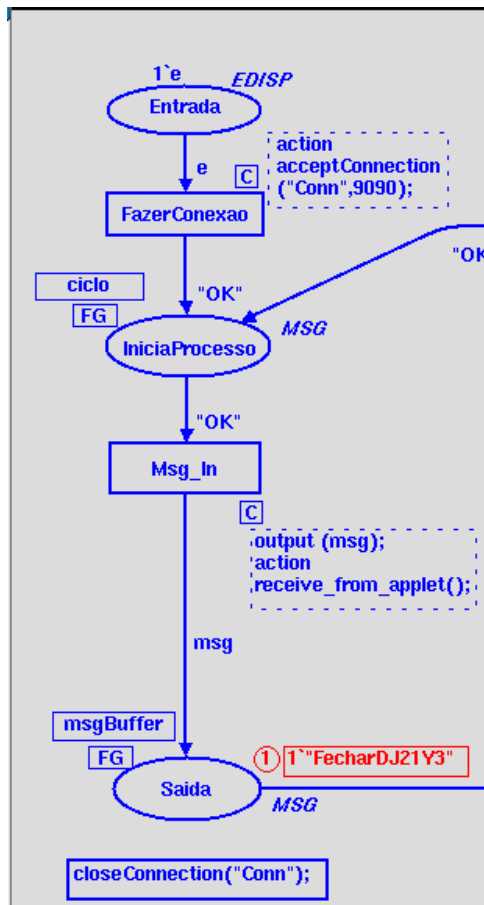 1`e
EDISP
Entrada
e
C
action
acceptConnection
("Conn",9090);
FazerConexao
"OK
ciclo
"OK"
FG
MSG
IniciaProcesso
"OK"
Msg_In
C
output (msg);
action
receive_from_applet();
msg
msgBuffer
FG
1
1`"FecharDJ21Y3"
Saida
MSG
closeConnection("Conn");